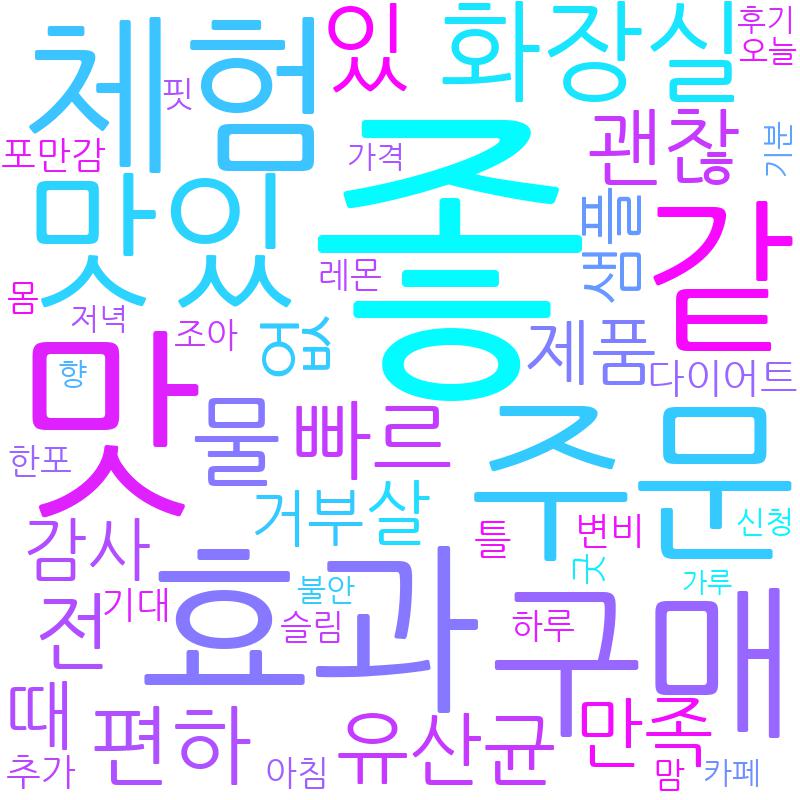 체험
있
화장실
후기
오늘
핏
포만감
가격
괜찮
기분
맛있
좋
샘플
같
몸
저녁
레몬
조아
없
제품
다이어트
맛
향
물
빠르
주문
한포
거부
살
틀
변비
신청
감사
효과
굿
가루
전
기대
불안
슬림
하루
구매
때
편하
유산균
만족
추가
아침
맘
카페